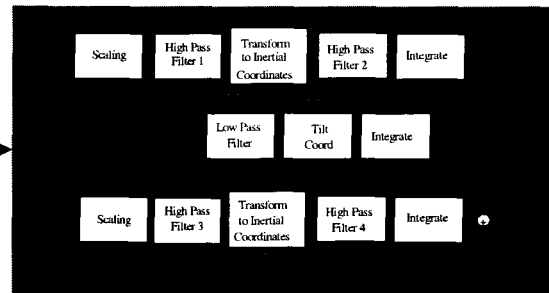 Scaling
High Pass
Filter 1
Transform
to Inertial
Coordinates
High Pass
Filter 2
Integrate
Low Pass
Filter
Tilt
Coord
Integrate
Scaling
High Pass
Filter 3
Transform
to Inertial
Coordinates
High Pass
Filter 4
Integrate
+